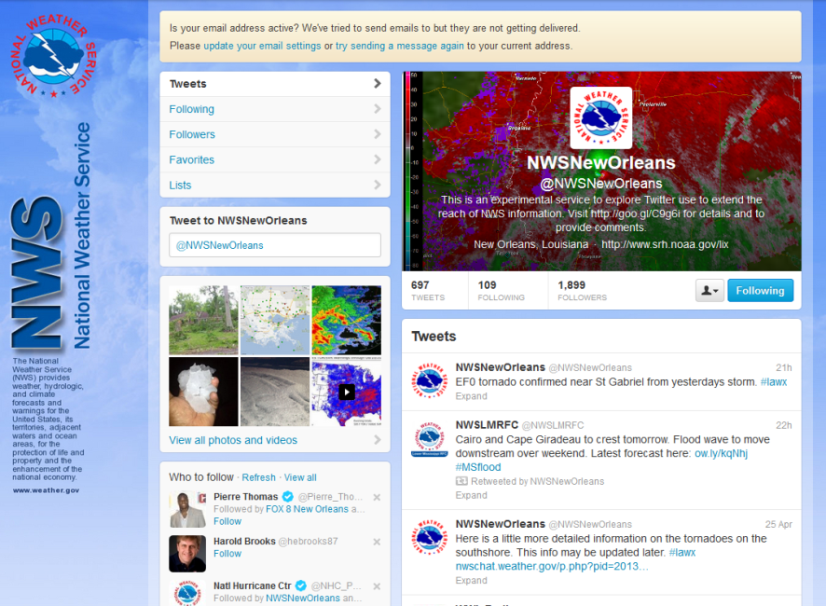 NATIONAL WEATHER SERVICE
NWS
National Weather Service
The National
Weather Service
(NWS) provides
weather, hydrologic,
and climate
forecasts and
warnings for the
United States, its
territories, adjacent
waters and ocean
areas, for the
protection of life and
property and the
enhancement of the
national economy.
www.weather.gov
Is your email address active? We've tried to send emails to but they are not getting delivered.
Please update your email settings or try sending a message again to your current address.
Tweets
Following
Followers
Favorites
Lists
Tweet to NWSNewOrleans
@NWSNewOrleans
View all photos and videos
Who to follow · Refresh · View all
Pierre Thomas @Pierre_Tho...
Followed by FOX 8 New Orleans a...
Follow
Harold Brooks @hebrooks87
Follow
Natl Hurricane Ctr @NHC_P...
Followed by NWSNewOrleans an...
NATIONAL WEATHER SERVICE
NWSNewOrleans
@NWSNewOrleans
This is an experimental service to explore Twitter use to extend the
reach of NWS information. Visit http://goo.gl/C9g6i for details and to
provide comments.
New Orleans, Louisiana · http://www.srh.noaa.gov/lix
697 109 1,899
TWEETS FOLLOWING FOLLOWERS
Following
Tweets
NWSNewOrleans @NWSNewOrleans 21h
EF0 tornado confirmed near St Gabriel from yesterdays storm. #lawx
Expand
NWSLMRFC @NWSLMRFC 22h
Cairo and Cape Giradeau to crest tomorrow. Flood wave to move
downstream over weekend. Latest forecast here: ow.ly/kqNhj
#MSflood
Retweeted by NWSNewOrleans
Expand
NWSNewOrleans @NWSNewOrleans 25 Apr
Here is a little more detailed information on the tornadoes on the
southshore. This info may be updated later. #lawx
nwschat.weather.gov/p.php?pid=2013...
Expand